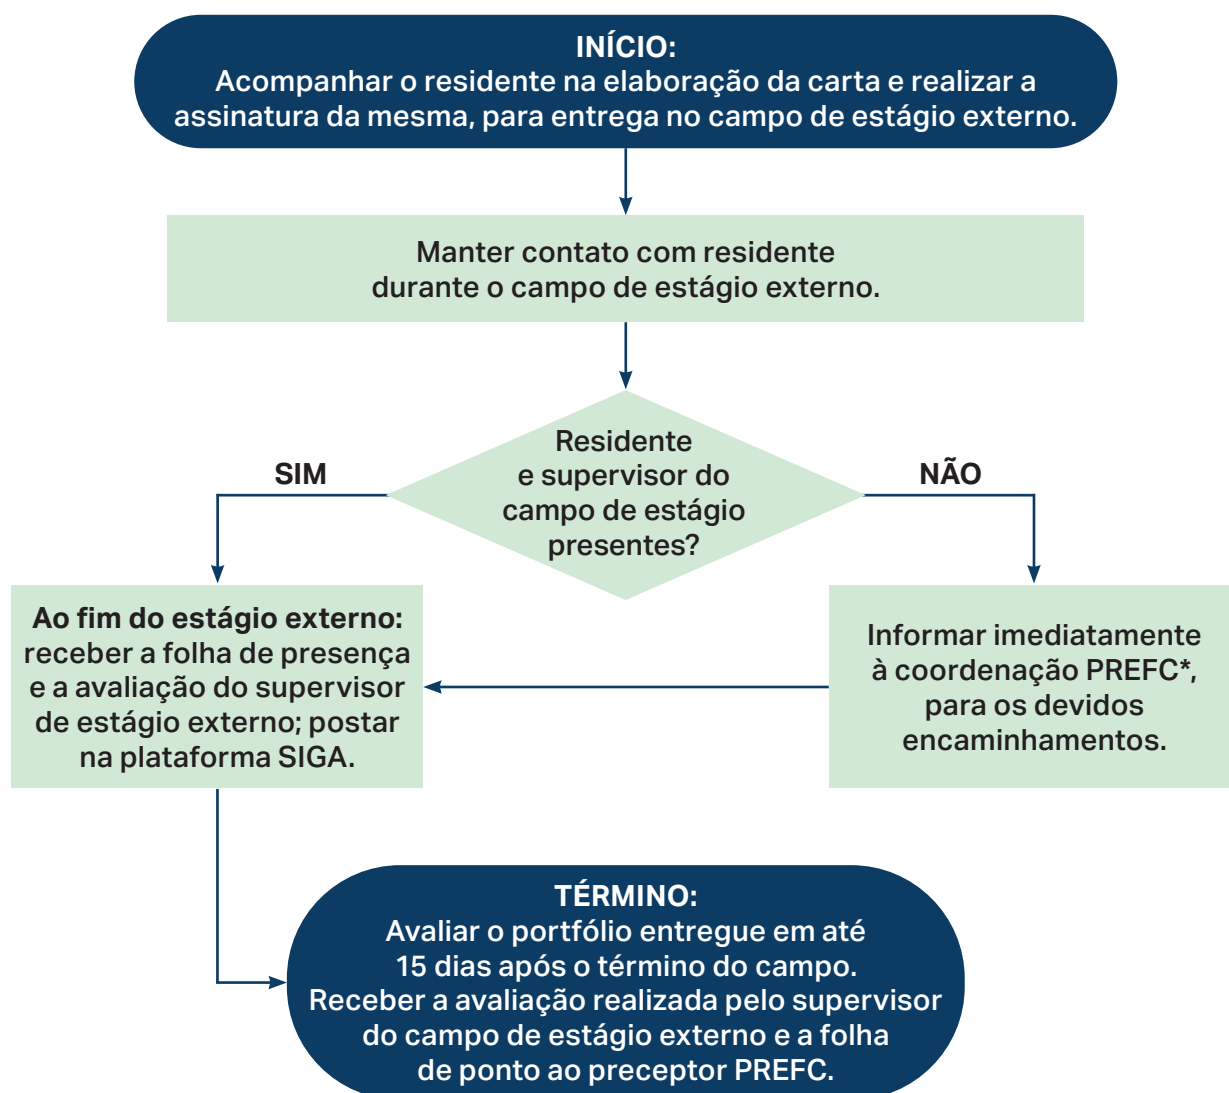 INÍCIO:
Acompanhar o residente na elaboração da carta e realizar a
assinatura da mesma, para entrega no campo de estágio externo.
Manter contato com residente
durante o campo de estágio externo.
Residente
e supervisor do
campo de estágio
presentes?
SIM
NÃO
Ao fim do estágio externo:
receber a folha de presença
e a avaliação do supervisor
de estágio externo; postar
na plataforma SIGA.
Informar imediatamente
à coordenação PREFC*,
para os devidos
encaminhamentos.
TÉRMINO:
Avaliar o portfólio entregue em até
15 dias após o término do campo.
Receber a avaliação realizada pelo supervisor
do campo de estágio externo e a folha
de ponto ao preceptor PREFC.